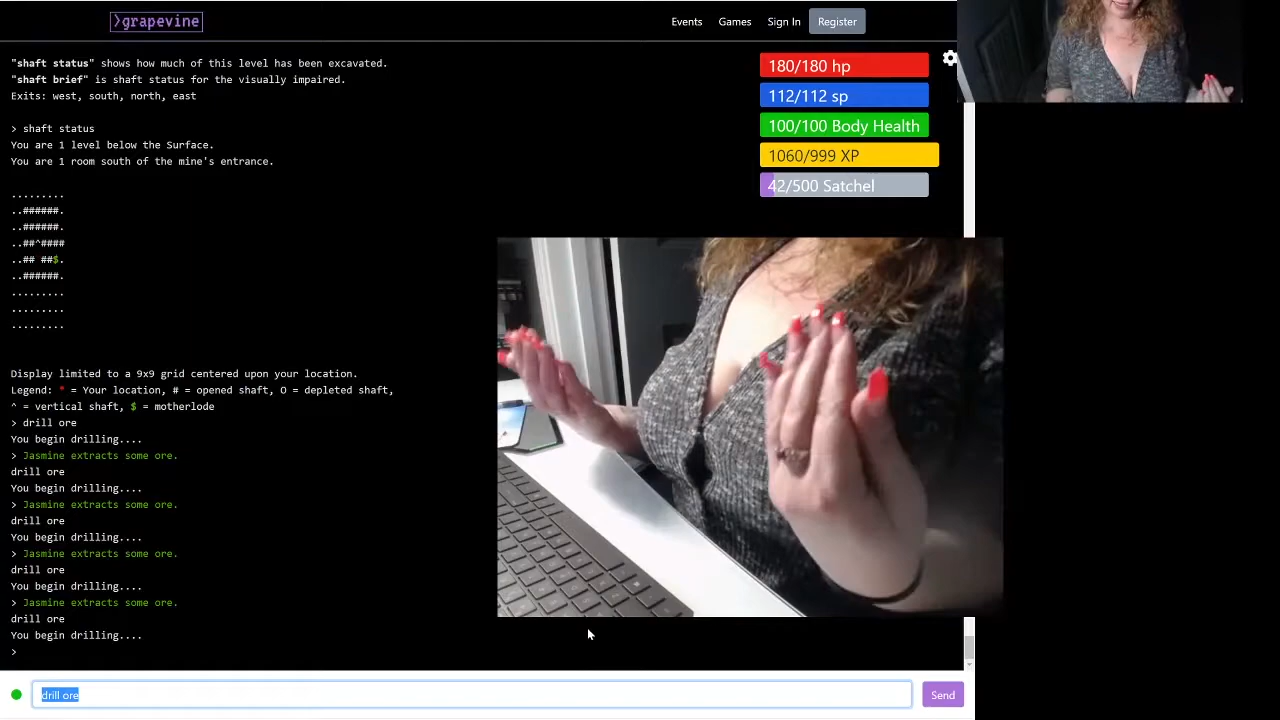 >grapevine
Events Games Sign In Register
"shaft status" shows how much of this level has been excavated.
"shaft brief" is shaft status for the visually impaired.
Exits: west, south, north, east
> shaft status
You are 1 level below the Surface.
You are 1 room south of the mine's entrance.
.........
..######.
..######.
..##^####
..## ##$.
..######.
.........
.........
.........
Display limited to a 9x9 grid centered upon your location.
Legend: * = Your location, # = opened shaft, O = depleted shaft,
^ = vertical shaft, $ = motherlode
> drill ore
You begin drilling....
> Jasmine extracts some ore.
drill ore
You begin drilling....
> Jasmine extracts some ore.
drill ore
You begin drilling....
> Jasmine extracts some ore.
drill ore
You begin drilling....
> Jasmine extracts some ore.
drill ore
You begin drilling....
>
180/180 hp
112/112 sp
100/100 Body Health
1060/999 XP
42/500 Satchel
drill ore
Send